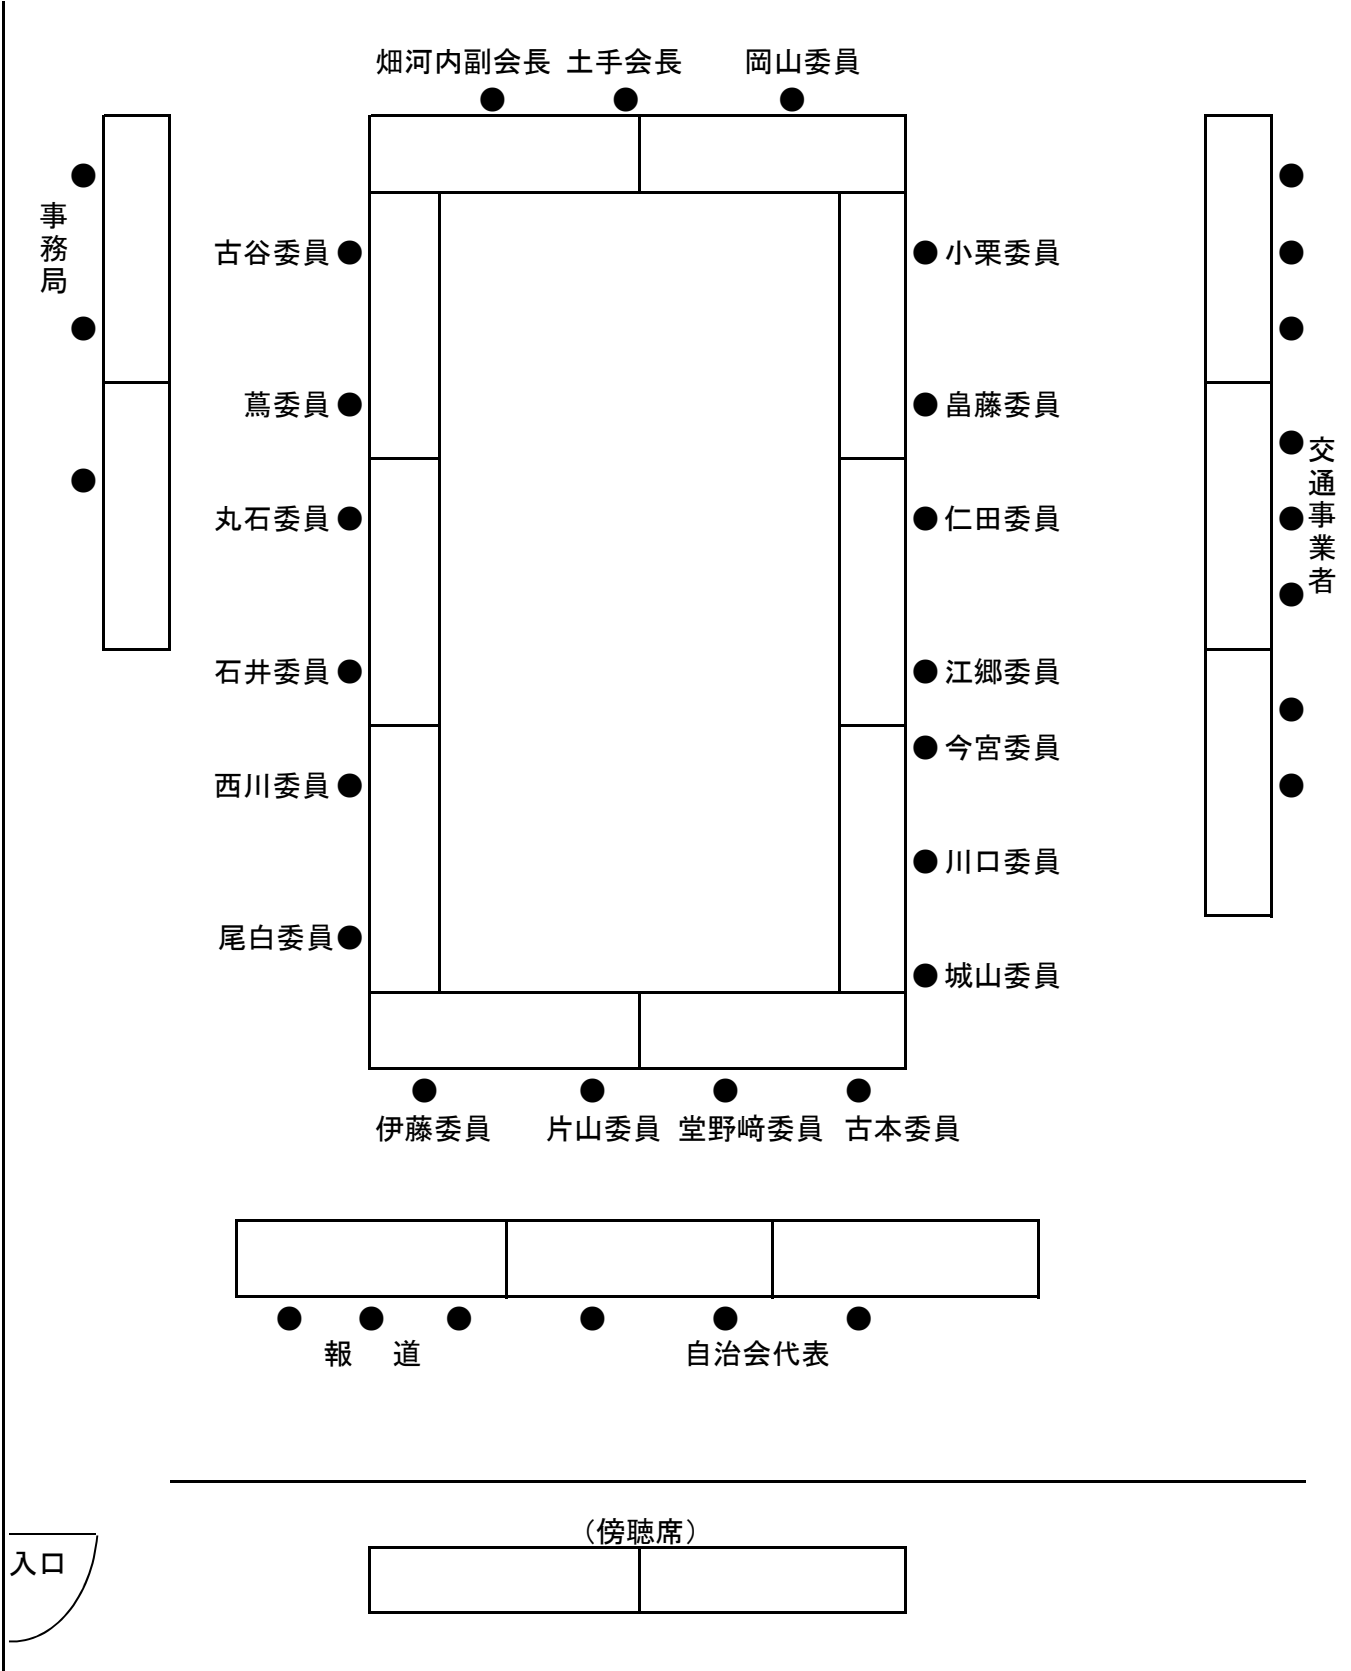 畑河内副会長 土手会長 岡山委員
事務局
古谷委員
蔦委員
丸石委員
石井委員
西川委員
尾白委員
小栗委員
畠藤委員
仁田委員
江郷委員
今宮委員
川口委員
城山委員
交通事業者
伊藤委員 片山委員 堂野﨑委員 古本委員
報 道
自治会代表
（傍聴席）
入口